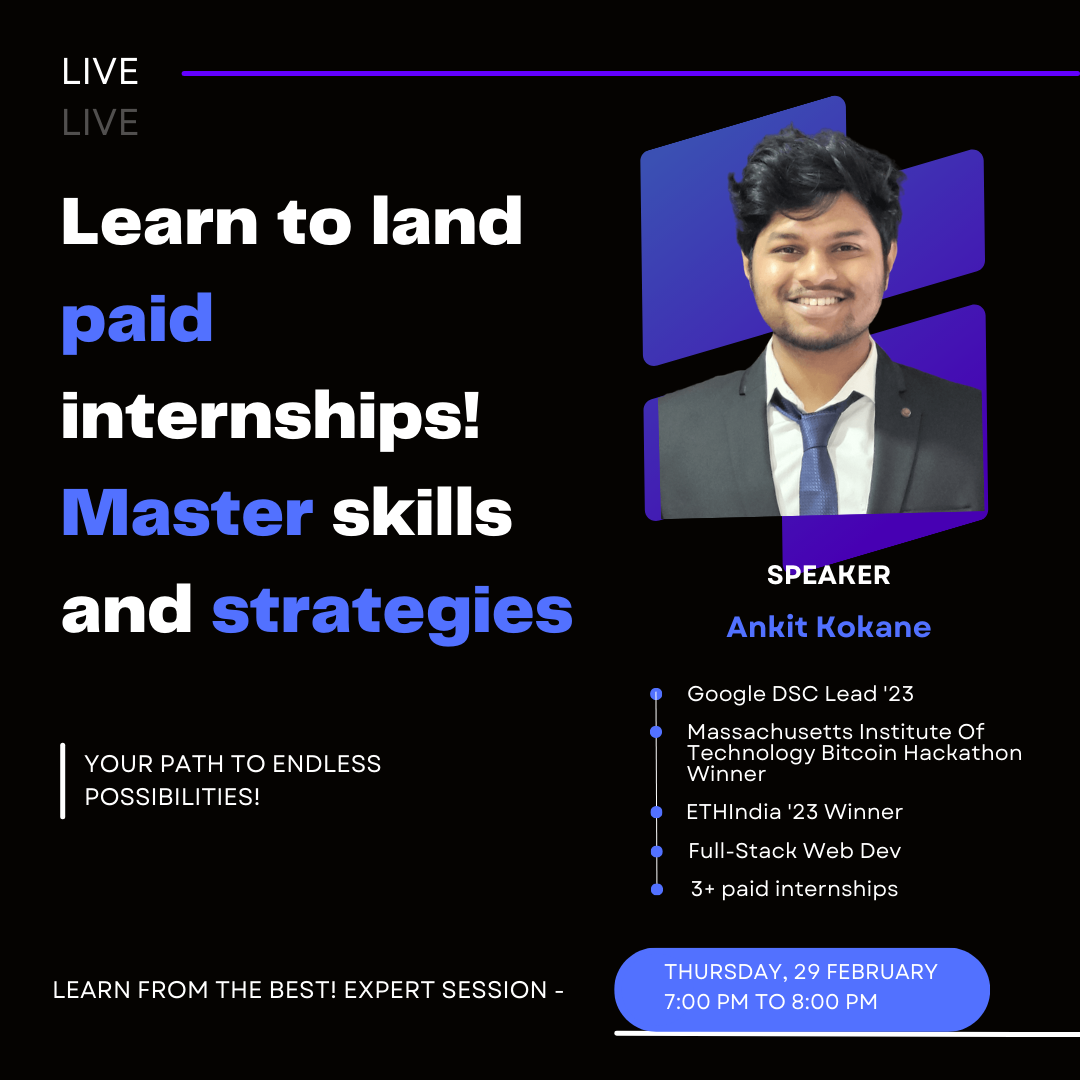 LIVE
LIVE
Learn to land
paid
internships!
Master skills
and strategies
YOUR PATH TO ENDLESS
POSSIBILITIES!
SPEAKER
Ankit Kokane
Google DSC Lead '23
Massachusetts Institute Of
Technology Bitcoin Hackathon
Winner
ETHIndia '23 Winner
Full-Stack Web Dev
3+ paid internships
LEARN FROM THE BEST! EXPERT SESSION -
THURSDAY, 29 FEBRUARY
7:00 PM TO 8:00 PM